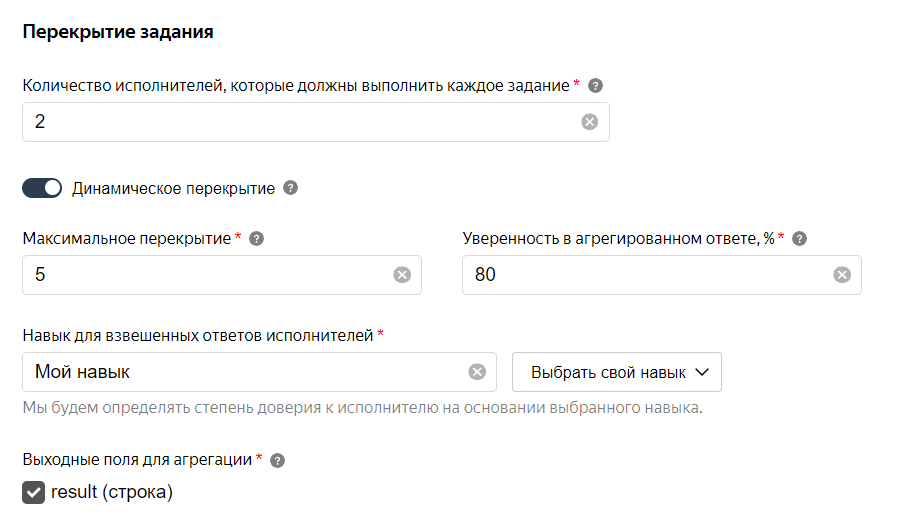 Перекрытие задания
Количество исполнителей, которые должны выполнить каждое задание * ?
2
Динамическое перекрытие ?
Максимальное перекрытие * ?
Уверенность в агрегированном ответе, % * ?
5
80
Навык для взвешенных ответов исполнителей *
Мой навык
Выбрать свой навык
Мы будем определять степень доверия к исполнителю на основании выбранного навыка.
Выходные поля для агрегации * ?
result (строка)